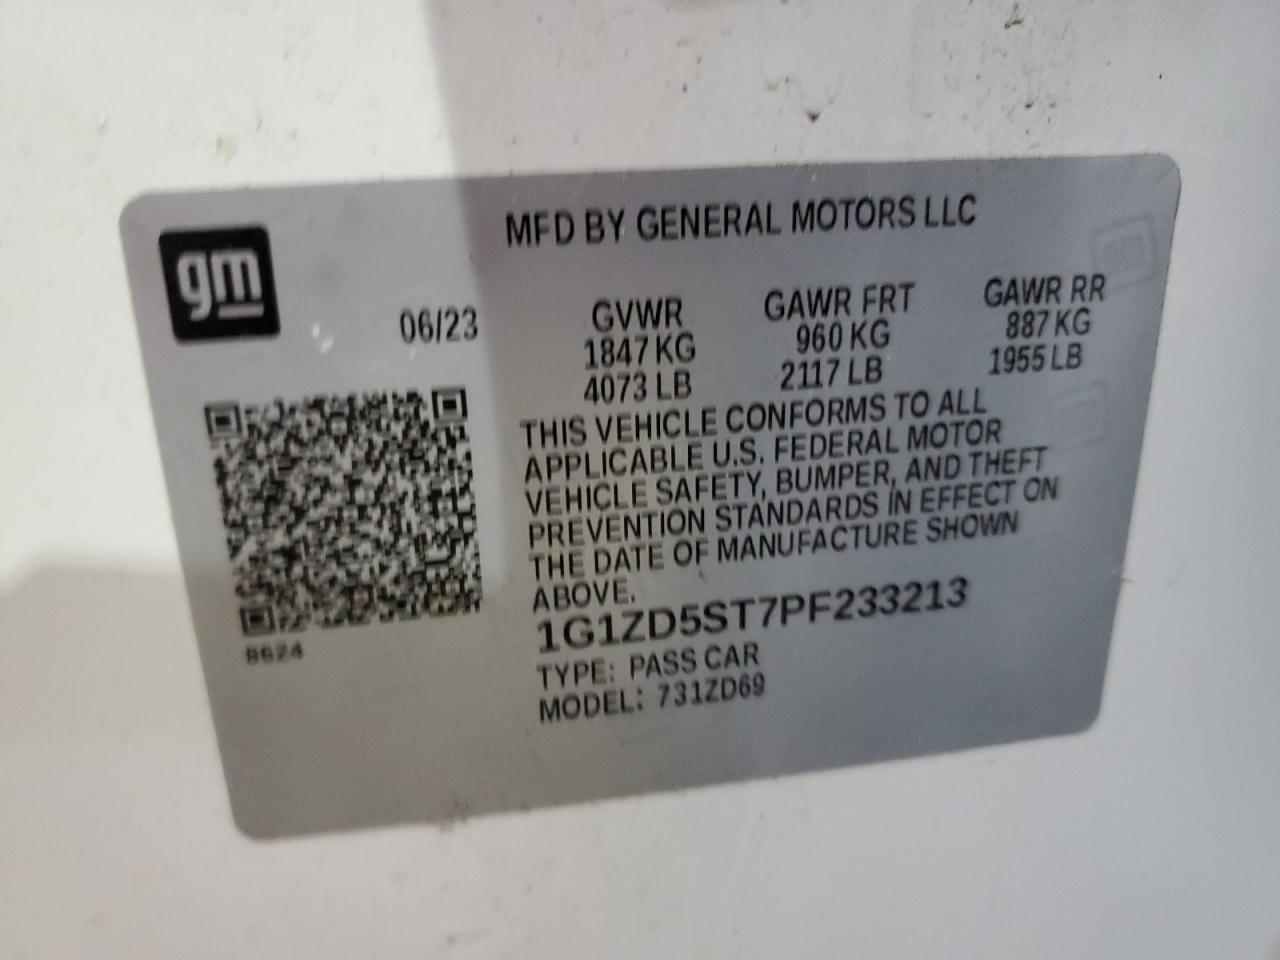 gm
MFD BY GENERAL MOTORS LLC
06/23
GVWR
1847 KG
4073 LB
GAWR FRT
960 KG
2117 LB
GAWR RR
887 KG
1955 LB
THIS VEHICLE CONFORMS TO ALL
APPLICABLE U.S. FEDERAL MOTOR
VEHICLE SAFETY, BUMPER, AND THEFT
PREVENTION STANDARDS IN EFFECT ON
THE DATE OF MANUFACTURE SHOWN
ABOVE.
1G1ZD5ST7PF233213
TYPE: PASS CAR
MODEL: 731ZD69
8624